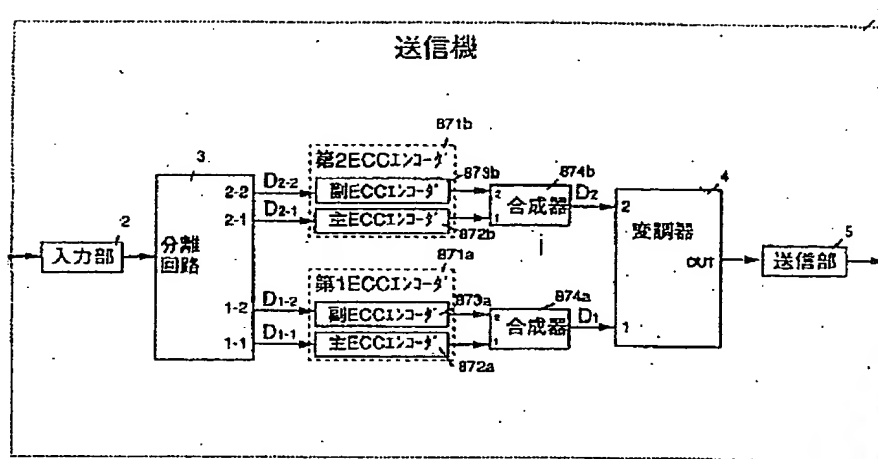 送信機
871b
第2ECCエンコーダ
873b
874b
3
4
2-2
D2-2
副ECCエンコーダ
2
D2
2-1
D2-1
主ECCエンコーダ
1
合成器
2
変調器
5
2
入力部
分離
回路
872b
OUT
送信部
871a
第1ECCエンコーダ
873a
874a
1-2
D1-2
副ECCエンコーダ
2
合成器
D1
1
1-1
D1-1
主ECCエンコーダ
1
872a